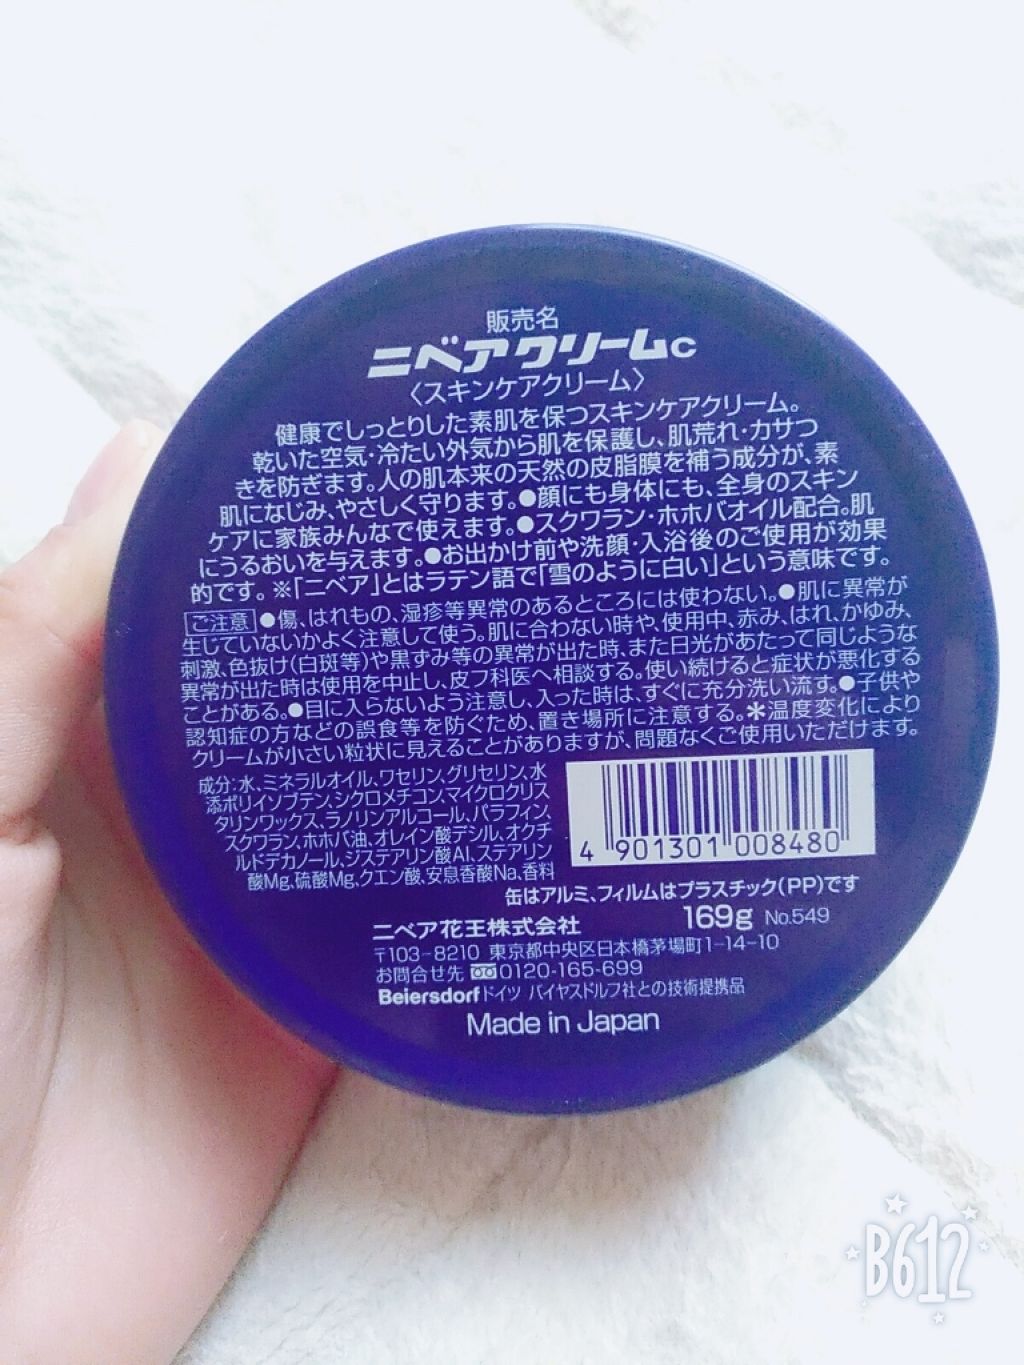 販売名
ニベアクリームC
〈スキンケアクリーム〉
健康でしっとりした素肌を保つスキンケアクリーム。
乾いた空気・冷たい外気から肌を保護し、肌荒れ・カサつ
きを防ぎます。人の肌本来の天然の皮脂膜を補う成分が、素
肌になじみ、やさしく守ります。●顔にも身体にも、全身のスキン
ケアに家族みんなで使えます。●スクワラン・ホホバオイル配合。肌
にうるおいを与えます。●お出かけ前や洗顔・入浴後のご使用が効果
的です。※「ニベア」とはラテン語で「雪のように白い」という意味です。
ご注意 ●傷、はれもの、湿疹等異常のあるところには使わない。●肌に異常が
生じていないかよく注意して使う。肌に合わない時や、使用中、赤み、はれ、かゆみ、
刺激、色抜け(白斑等)や黒ずみ等の異常が出た時、また日光があたって同じような
異常が出た時は使用を中止し、皮フ科医へ相談する。使い続けると症状が悪化する
ことがある。●目に入らないよう注意し、入った時は、すぐに充分洗い流す。●子供や
認知症の方などの誤食等を防ぐため、置き場所に注意する。＊温度変化により
クリームが小さい粒状に見えることがありますが、問題なくご使用いただけます。
成分:水、ミネラルオイル、ワセリン、グリセリン、水
添ポリイソブテン、シクロメチコン、マイクロクリス
タリンワックス、ラノリンアルコール、パラフィン、
スクワラン、ホホバ油、オレイン酸デシル、オクチ
ルドデカノール、ジステアリン酸Al、ステアリン
酸Mg、硫酸Mg、クエン酸、安息香酸Na、香料
4 901301 008480
缶はアルミ、フィルムはプラスチック(PP)です
ニベア花王株式会社 169g No.549
〒103-8210 東京都中央区日本橋茅場町1-14-10
お問合せ先 0120-165-699
Beiersdorf ドイツ バイヤスドルフ社との技術提携品
Made in Japan
B612